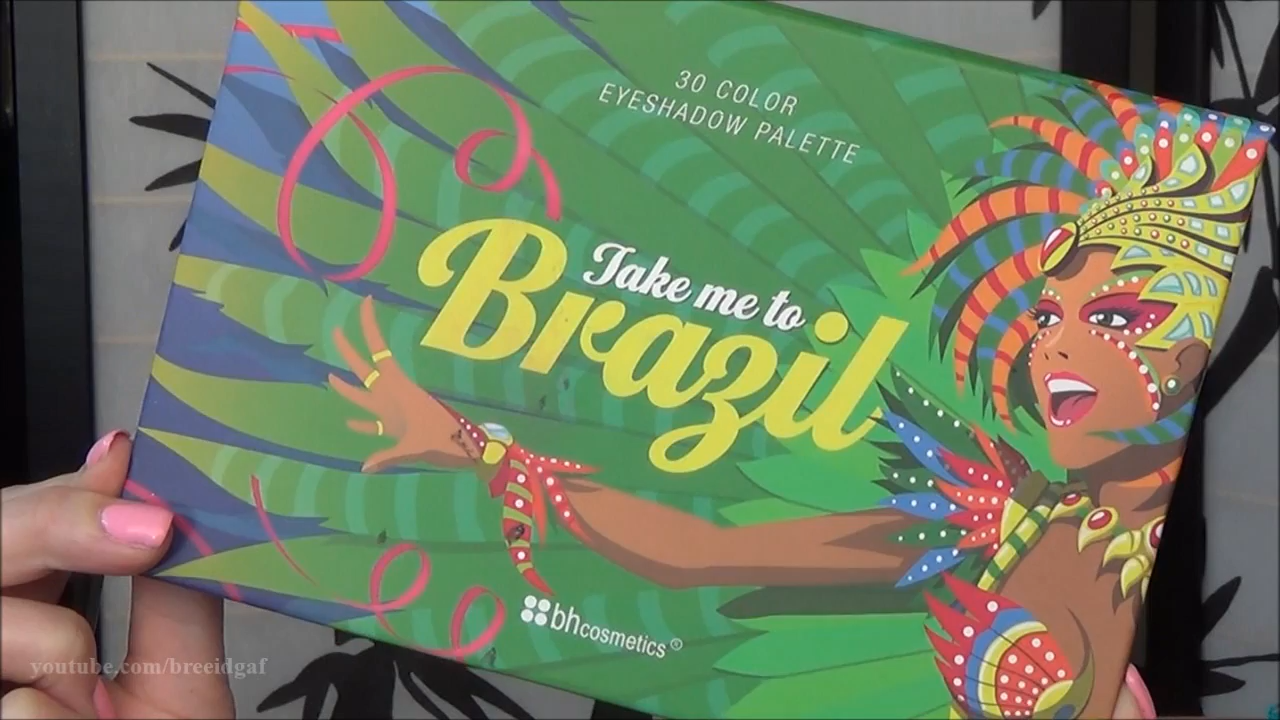 30 COLOR
EYESHADOW PALETTE
Take me to
Brazil
bhcosmetics®
youtube.com/breeidgaf